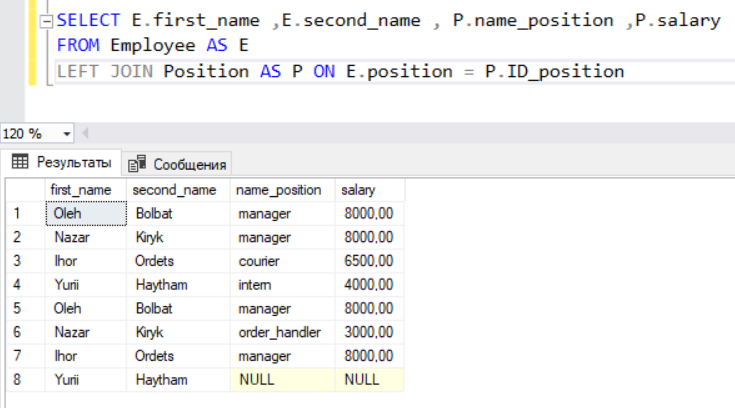 SELECT E.first_name ,E.second_name , P.name_position ,P.salary
FROM Employee AS E
LEFT JOIN Position AS P ON E.position = P.ID_position
120 %
Результаты Сообщения
first_name second_name name_position salary
1 Oleh Bolbat manager 8000,00
2 Nazar Kiryk manager 8000,00
3 Ihor Ordets courier 6500,00
4 Yurii Haytham intern 4000,00
5 Oleh Bolbat manager 8000,00
6 Nazar Kiryk order_handler 3000,00
7 Ihor Ordets manager 8000,00
8 Yurii Haytham NULL NULL